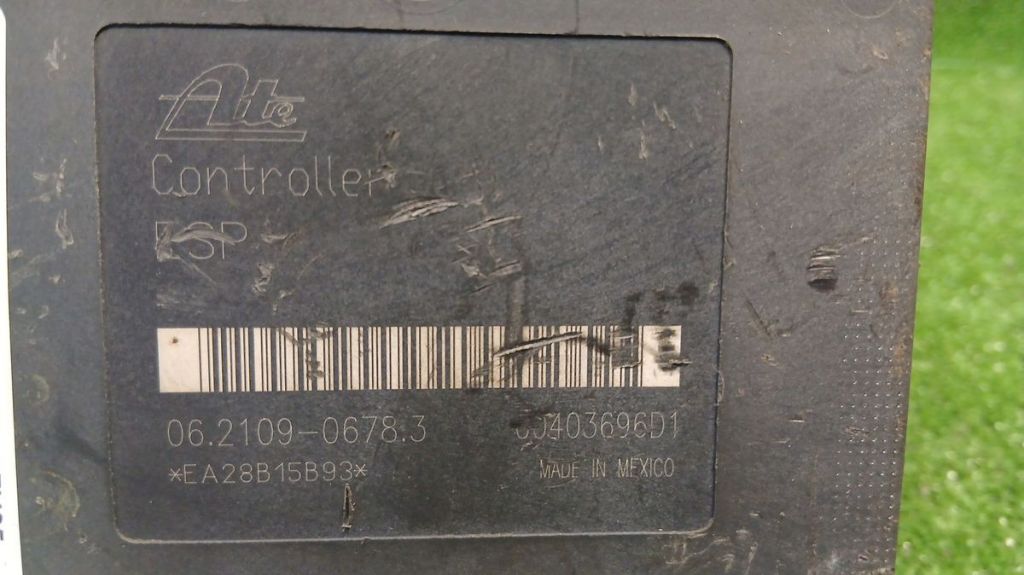 Ate
Controller
ESP
06.2109-0678.3
*EA28B15B93*
MADE IN MEXICO